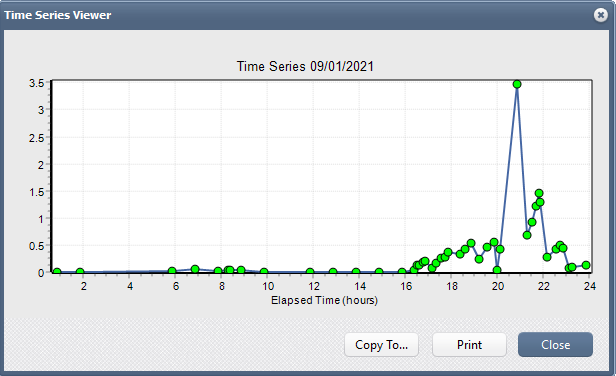 Time Series Viewer
Time Series 09/01/2021
3.5
3
2.5
2
1.5
1
0.5
0
2 4 6 8 10 12 14 16 18 20 22 24
Elapsed Time (hours)
Copy To... Print Close